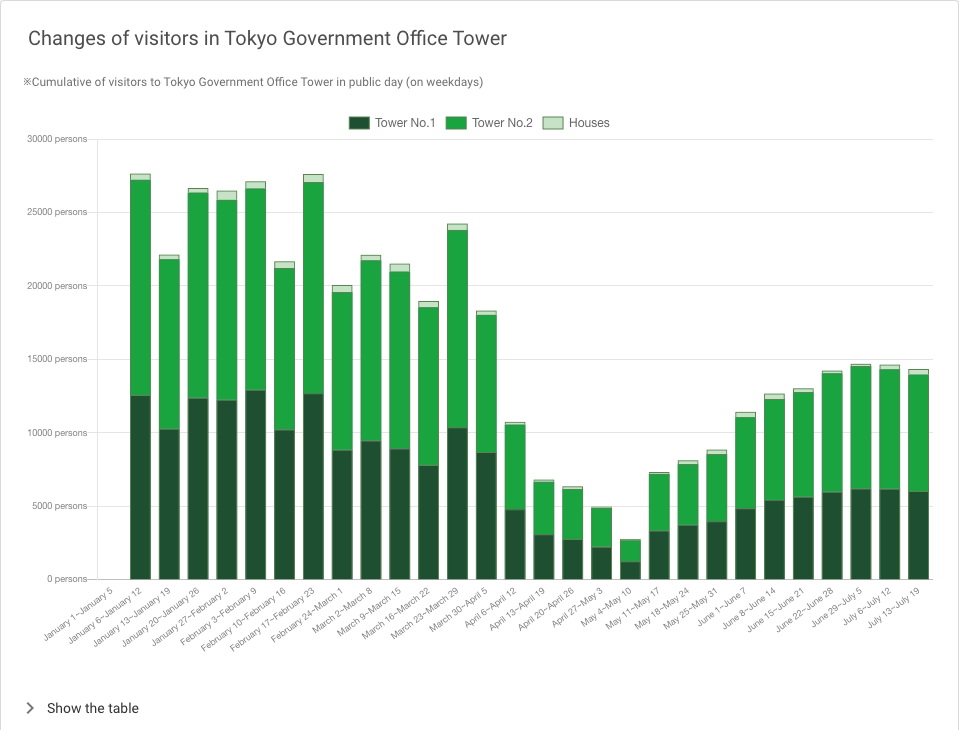 Changes of visitors in Tokyo Government Office Tower
※Cumulative of visitors to Tokyo Government Office Tower in public day (on weekdays)
Tower No.1 Tower No.2 Houses
30000 persons
25000 persons
20000 persons
15000 persons
10000 persons
5000 persons
0 persons
January 1~January 5
January 6~January 12
January 13~January 19
January 20~January 26
January 27~February 2
February 3~February 9
February 10~February 16
February 17~February 23
February 24~March 1
March 2~March 8
March 9~March 15
March 16~March 22
March 23~March 29
March 30~April 5
April 6~April 12
April 13~April 19
April 20~April 26
April 27~May 3
May 4~May 10
May 11~May 17
May 18~May 24
May 25~May 31
June 1~June 7
June 8~June 14
June 15~June 21
June 22~June 28
June 29~July 5
July 6~July 12
July 13~July 19
Show the table